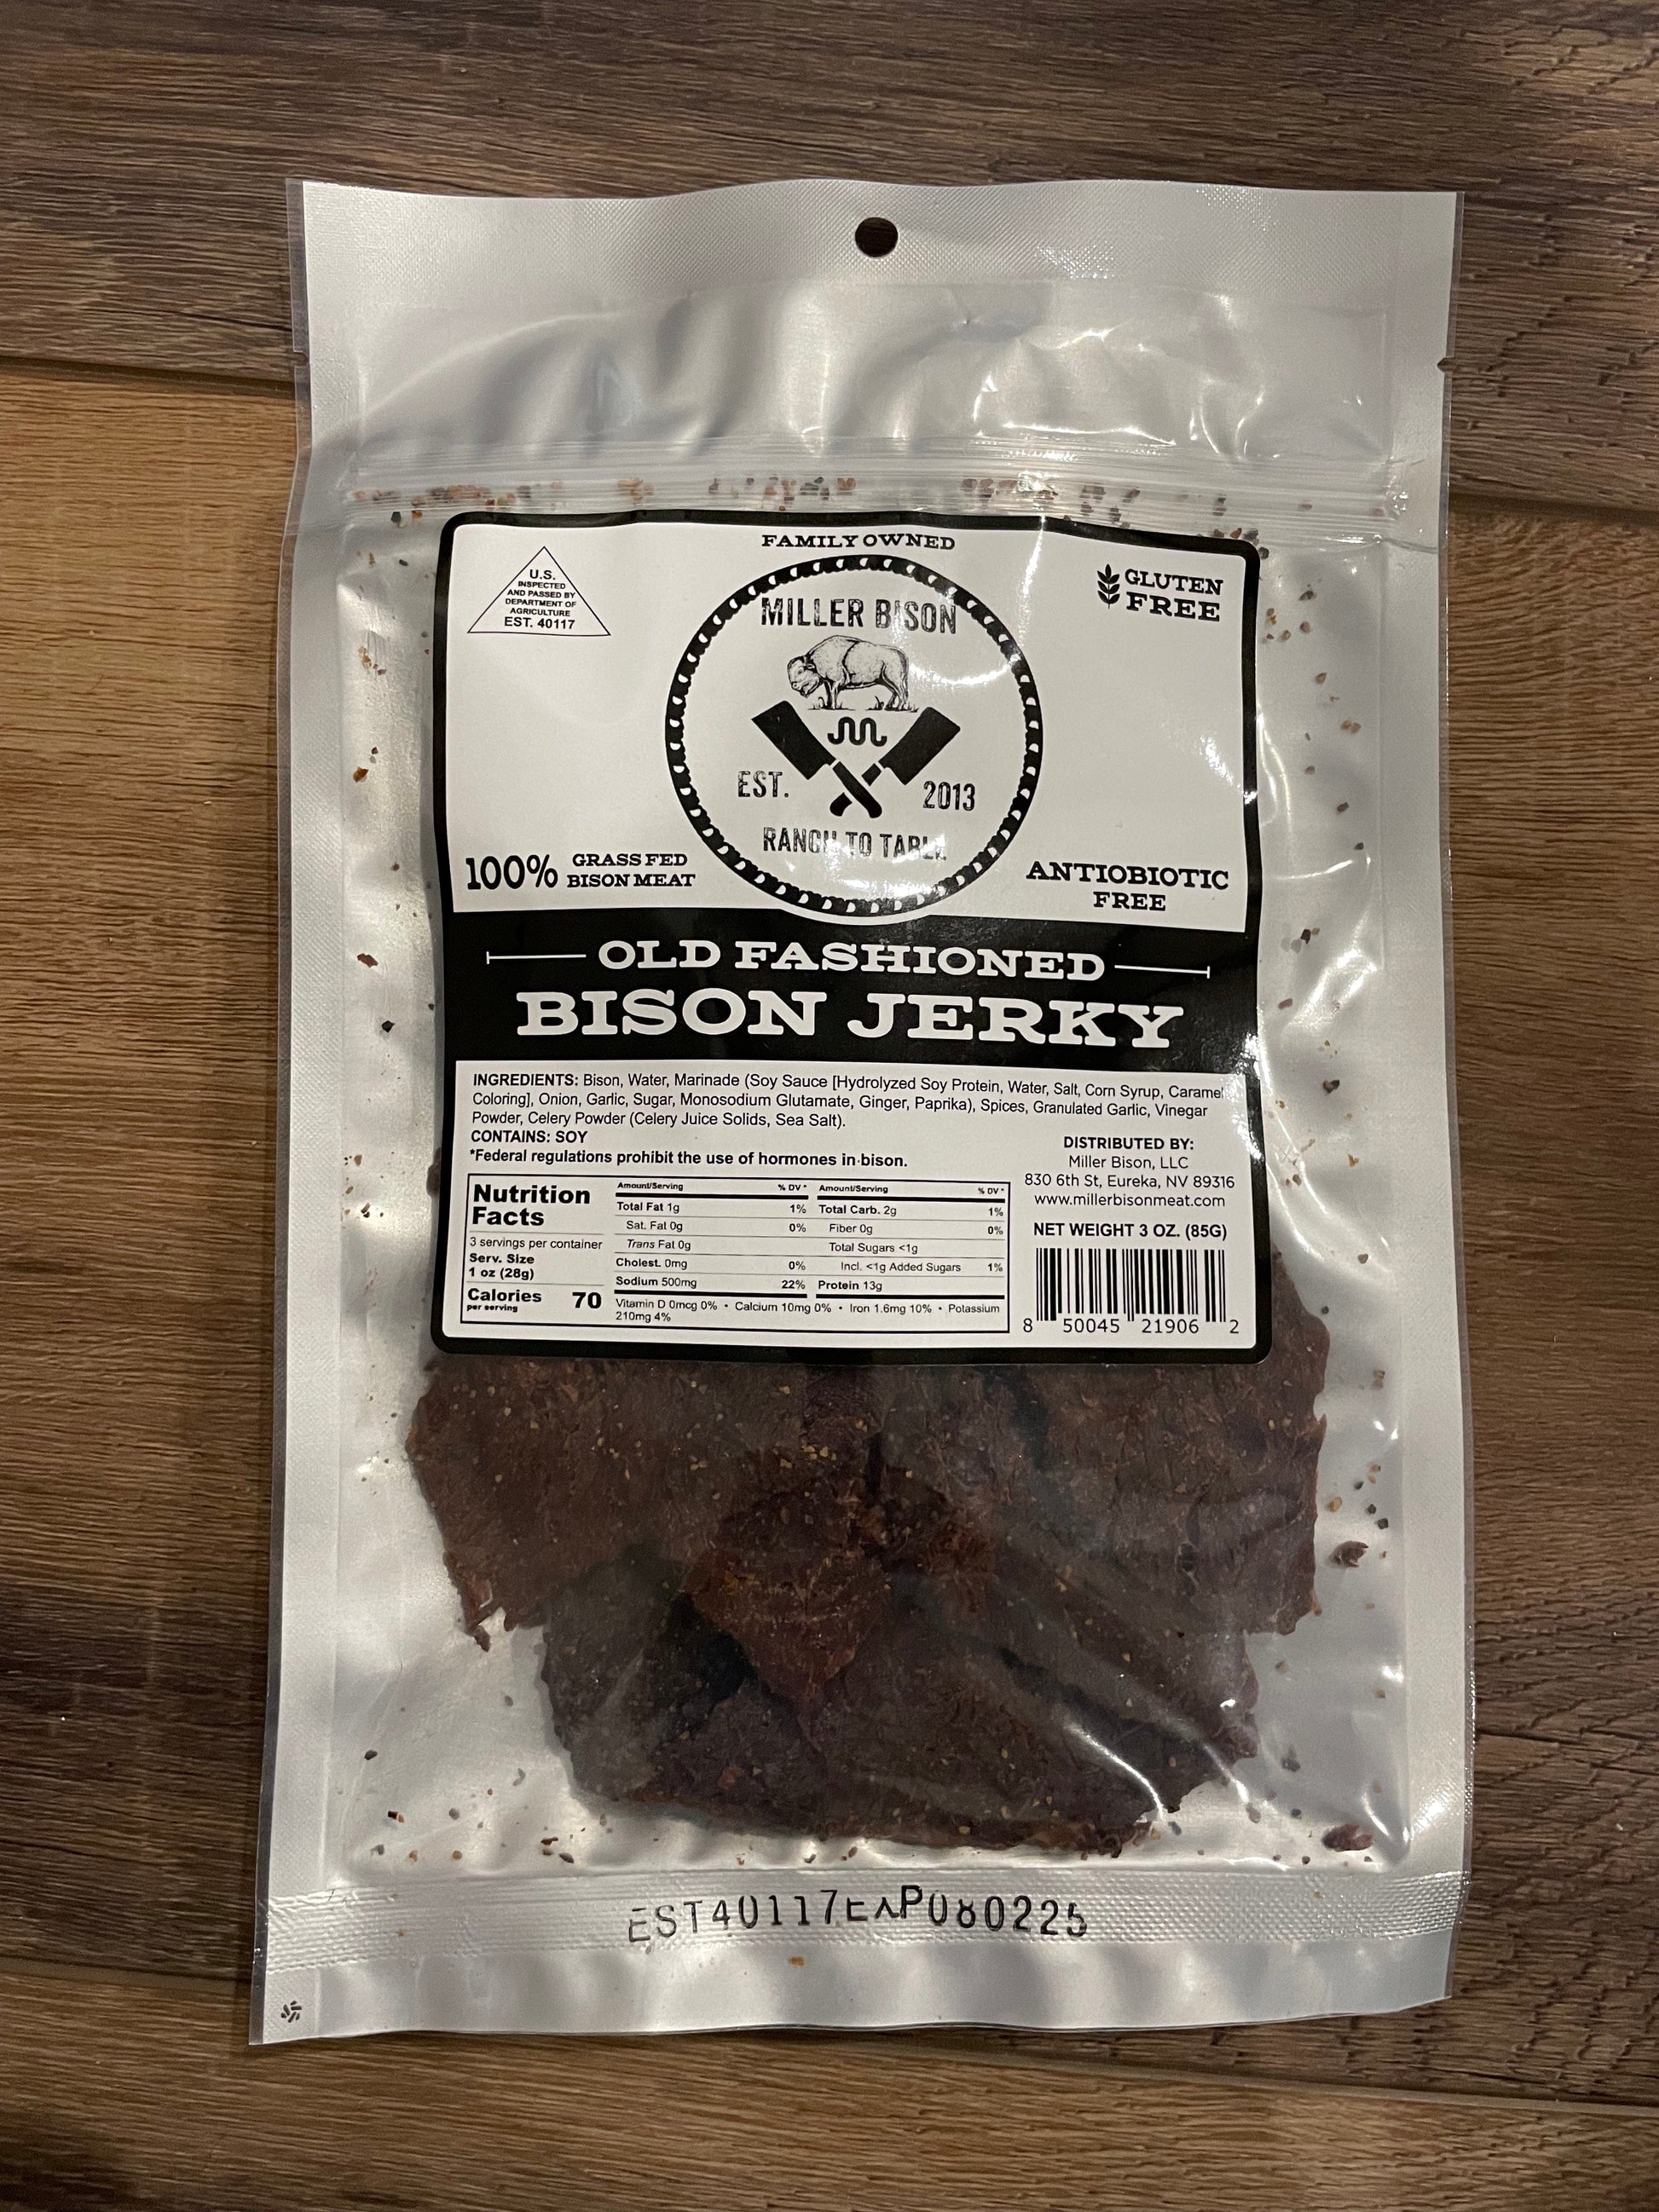 FAMILY OWNED
U.S.
INSPECTED
AND PASSED BY
DEPARTMENT OF
AGRICULTURE
EST. 40117
MILLER BISON
EST. 2013
RANCH TO TABLE
GLUTEN
FREE
100% GRASS FED
BISON MEAT
ANTIOBIOTIC
FREE
OLD FASHIONED
BISON JERKY
INGREDIENTS: Bison, Water, Marinade (Soy Sauce [Hydrolyzed Soy Protein, Water, Salt, Corn Syrup, Caramel
Coloring], Onion, Garlic, Sugar, Monosodium Glutamate, Ginger, Paprika), Spices, Granulated Garlic, Vinegar
Powder, Celery Powder (Celery Juice Solids, Sea Salt).
CONTAINS: SOY
*Federal regulations prohibit the use of hormones in bison.
DISTRIBUTED BY:
Miller Bison, LLC
830 6th St, Eureka, NV 89316
www.millerbisonmeat.com
NET WEIGHT 3 OZ. (85G)
8 50045 21906 2
Nutrition
Facts
3 servings per container
Serv. Size
1 oz (28g)
Calories 70
per serving
Amount/Serving % DV*
Total Fat 1g 1%
Sat. Fat 0g 0%
Trans Fat 0g
Cholest. 0mg 0%
Sodium 500mg 22%
Amount/Serving % DV*
Total Carb. 2g 1%
Fiber 0g 0%
Total Sugars <1g
Incl. <1g Added Sugars 1%
Protein 13g
Vitamin D 0mcg 0% • Calcium 10mg 0% • Iron 1.6mg 10% • Potassium
210mg 4%
EST40117EXP080225